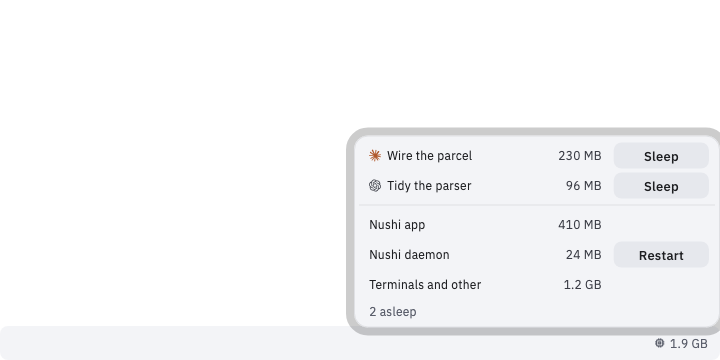 Wire the parcel 230 MB Sleep
Tidy the parser 96 MB Sleep
Nushi app 410 MB
Nushi daemon 24 MB Restart
Terminals and other 1.2 GB
2 asleep
1.9 GB